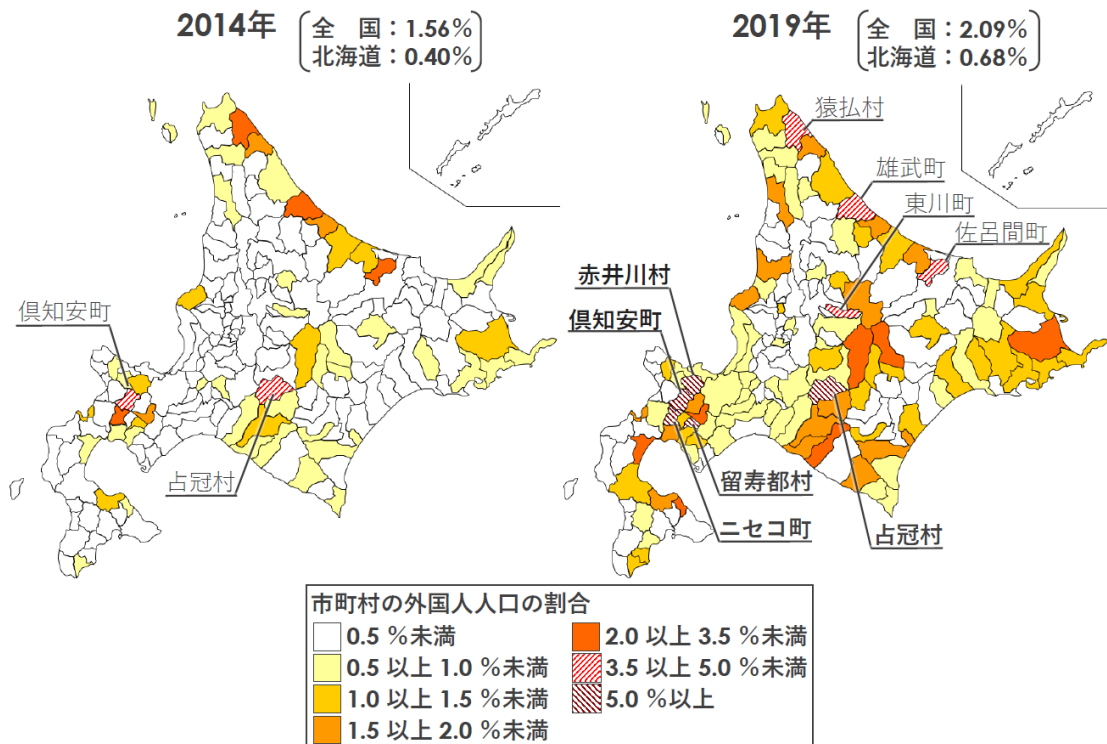 2014年
全　国：1.56%
北海道：0.40%
倶知安町
占冠村
2019年
全　国：2.09%
北海道：0.68%
猿払村
雄武町
東川町
佐呂間町
赤井川村
倶知安町
留寿都村
ニセコ町
占冠村
市町村の外国人人口の割合
0.5 %未満
0.5 以上 1.0 %未満
1.0 以上 1.5 %未満
1.5 以上 2.0 %未満
2.0 以上 3.5 %未満
3.5 以上 5.0 %未満
5.0 %以上